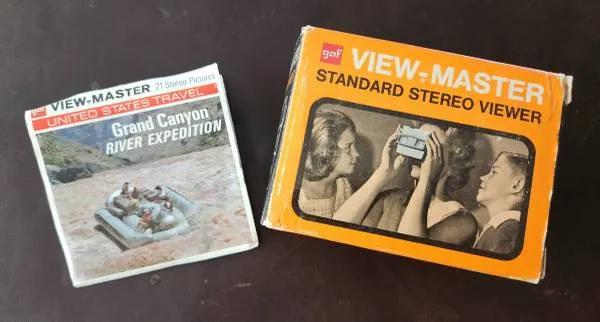 gaf VIEW-MASTER 21 Stereo Pictures
UNITED STATES TRAVEL
Grand Canyon
RIVER EXPEDITION
gaf VIEW-MASTER
STANDARD STEREO VIEWER